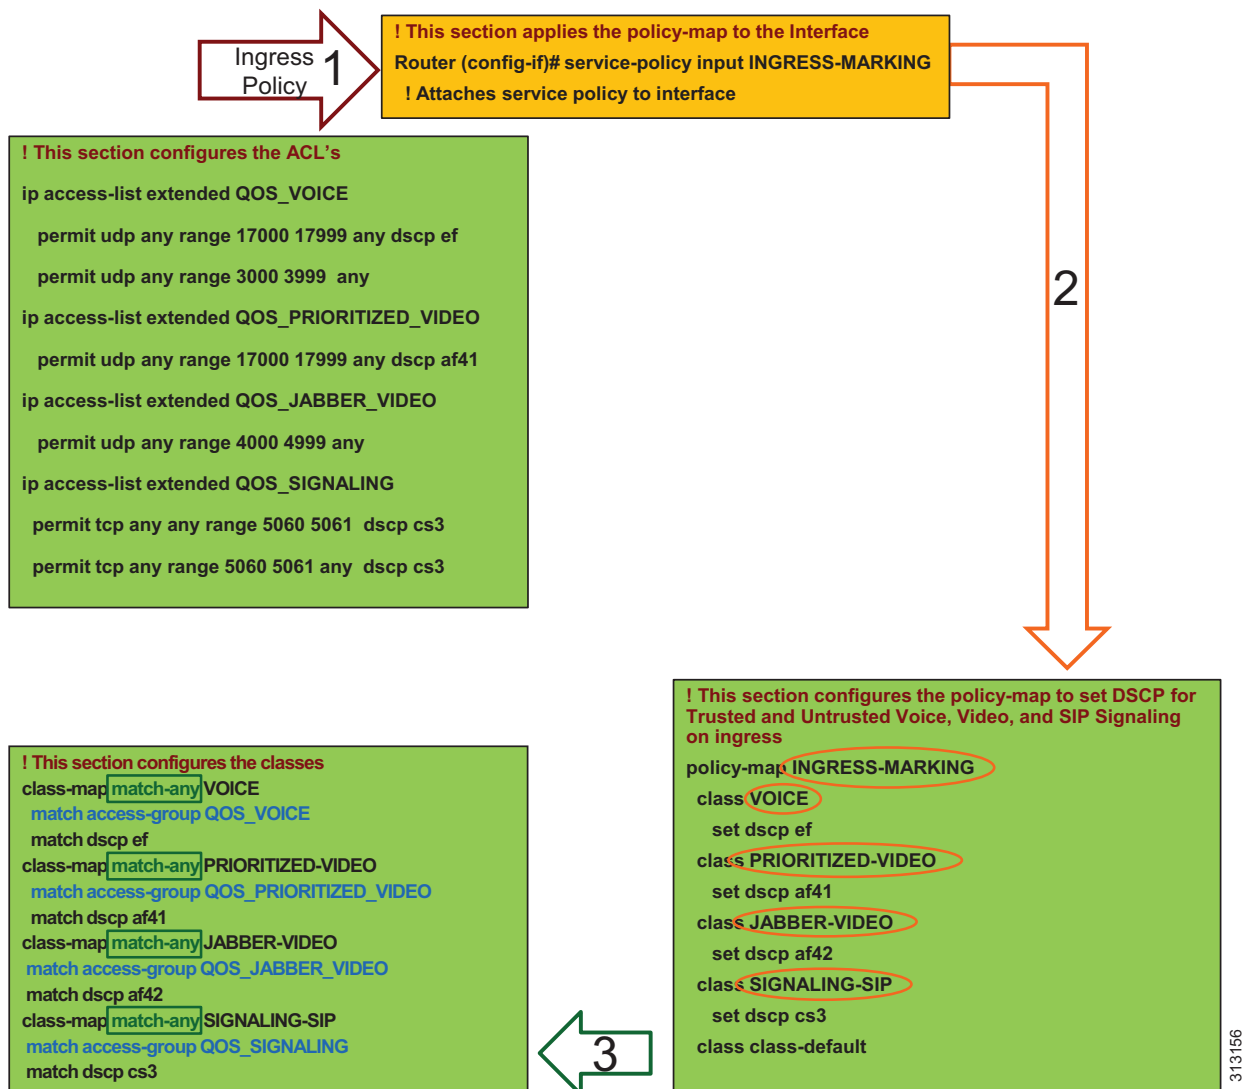 Ingress
Policy
1
! This section applies the policy-map to the Interface
Router (config-if)# service-policy input INGRESS-MARKING
! Attaches service policy to interface
! This section configures the ACL's
ip access-list extended QOS_VOICE
permit udp any range 17000 17999 any dscp ef
permit udp any range 3000 3999 any
ip access-list extended QOS_PRIORITIZED_VIDEO
permit udp any range 17000 17999 any dscp af41
ip access-list extended QOS_JABBER_VIDEO
permit udp any range 4000 4999 any
ip access-list extended QOS_SIGNALING
permit tcp any any range 5060 5061 dscp cs3
permit tcp any range 5060 5061 any dscp cs3
2
! This section configures the policy-map to set DSCP for
Trusted and Untrusted Voice, Video, and SIP Signaling
on ingress
policy-map INGRESS-MARKING
class VOICE
set dscp ef
class PRIORITIZED-VIDEO
set dscp af41
class JABBER-VIDEO
set dscp af42
class SIGNALING-SIP
set dscp cs3
class class-default
3
! This section configures the classes
class-map match-any VOICE
match access-group QOS_VOICE
match dscp ef
class-map match-any PRIORITIZED-VIDEO
match access-group QOS_PRIORITIZED_VIDEO
match dscp af41
class-map match-any JABBER-VIDEO
match access-group QOS_JABBER_VIDEO
match dscp af42
class-map match-any SIGNALING-SIP
match access-group QOS_SIGNALING
match dscp cs3
313156